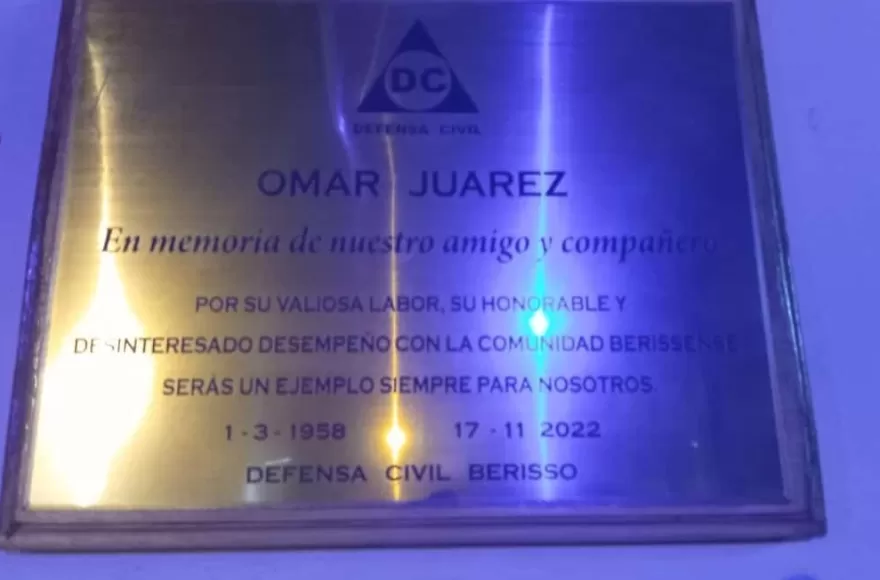 DC
DEFENSA CIVIL
OMAR JUAREZ
En memoria de nuestro amigo y compañero
POR SU VALIOSA LABOR, SU HONORABLE Y
DESINTERESADO DESEMPEÑO CON LA COMUNIDAD BERISSENSE
SERÁS UN EJEMPLO SIEMPRE PARA NOSOTROS
1-3-1958 17-11 2022
DEFENSA CIVIL BERISSO